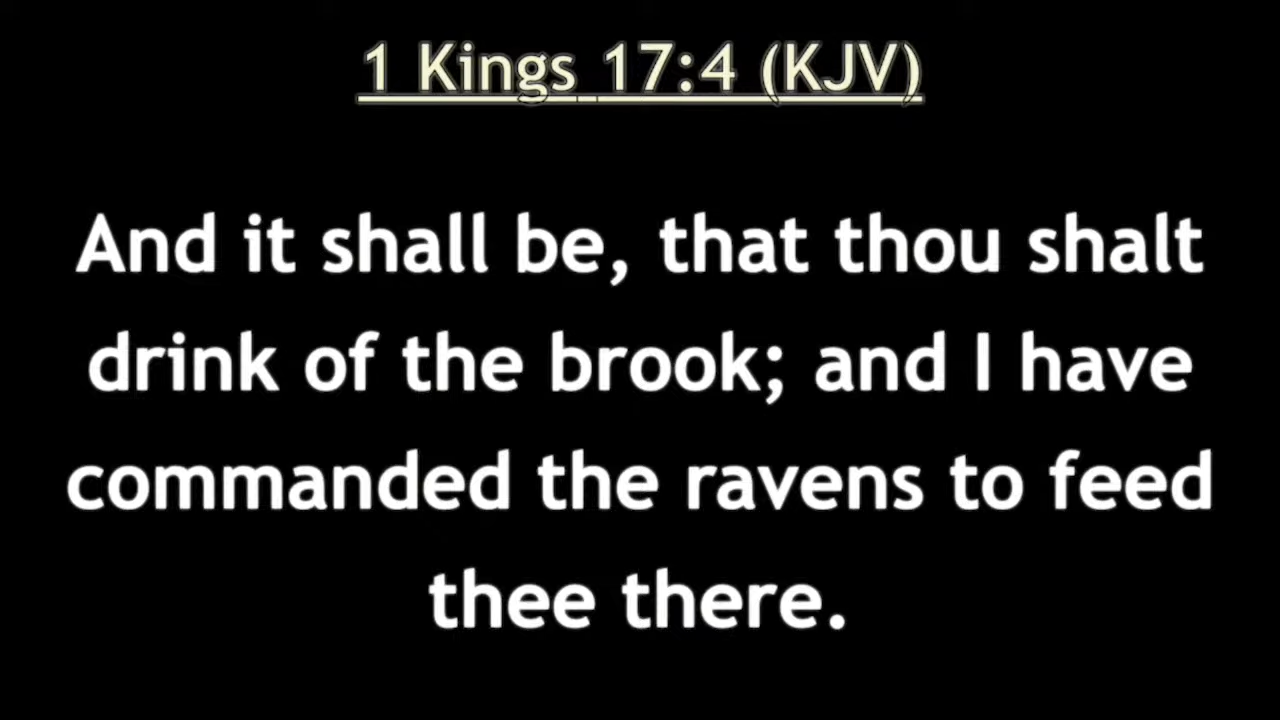 1 Kings 17:4 (KJV)
And it shall be, that thou shalt
drink of the brook; and I have
commanded the ravens to feed
thee there.